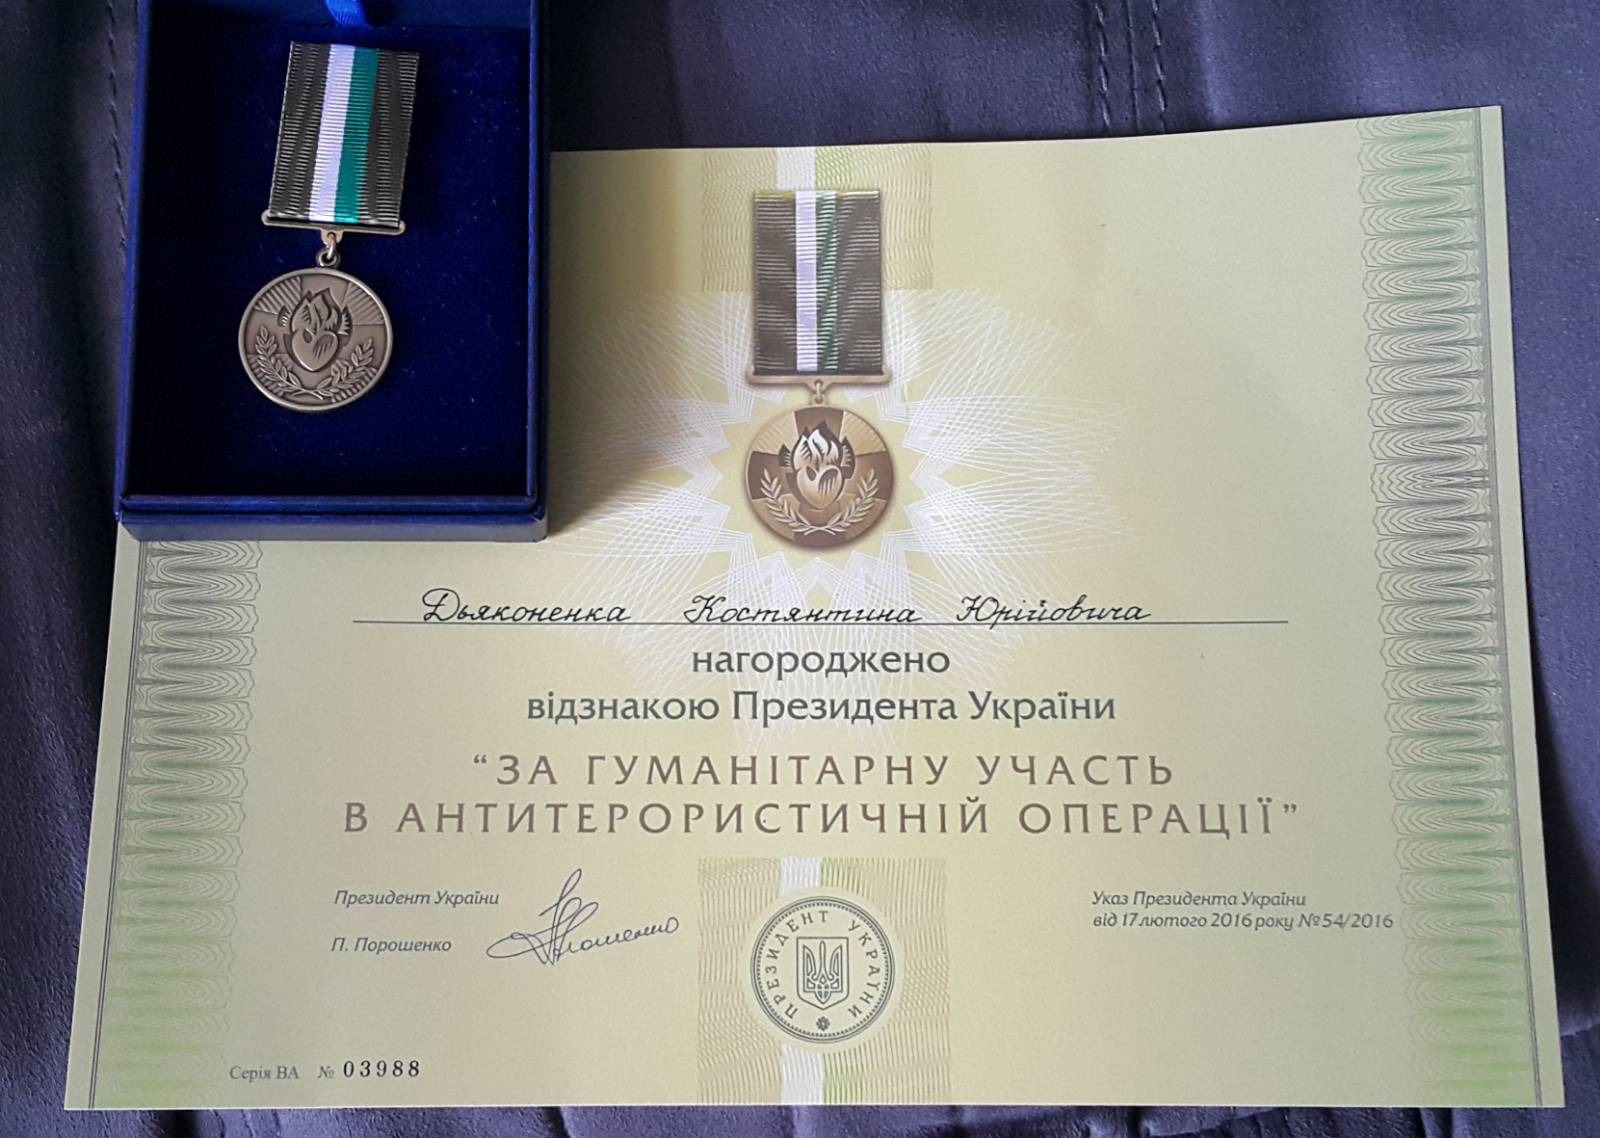 Дьяконенка Костянтина Юрійовича
нагороджено
відзнакою Президента України
“ЗА ГУМАНІТАРНУ УЧАСТЬ
В АНТИТЕРОРИСТИЧНІЙ ОПЕРАЦІЇ”
Президент України
П. Порошенко
Указ Президента України
від 17 лютого 2016 року №54/2016
ПРЕЗИДЕНТ УКРАЇНИ
Серія ВА № 03988